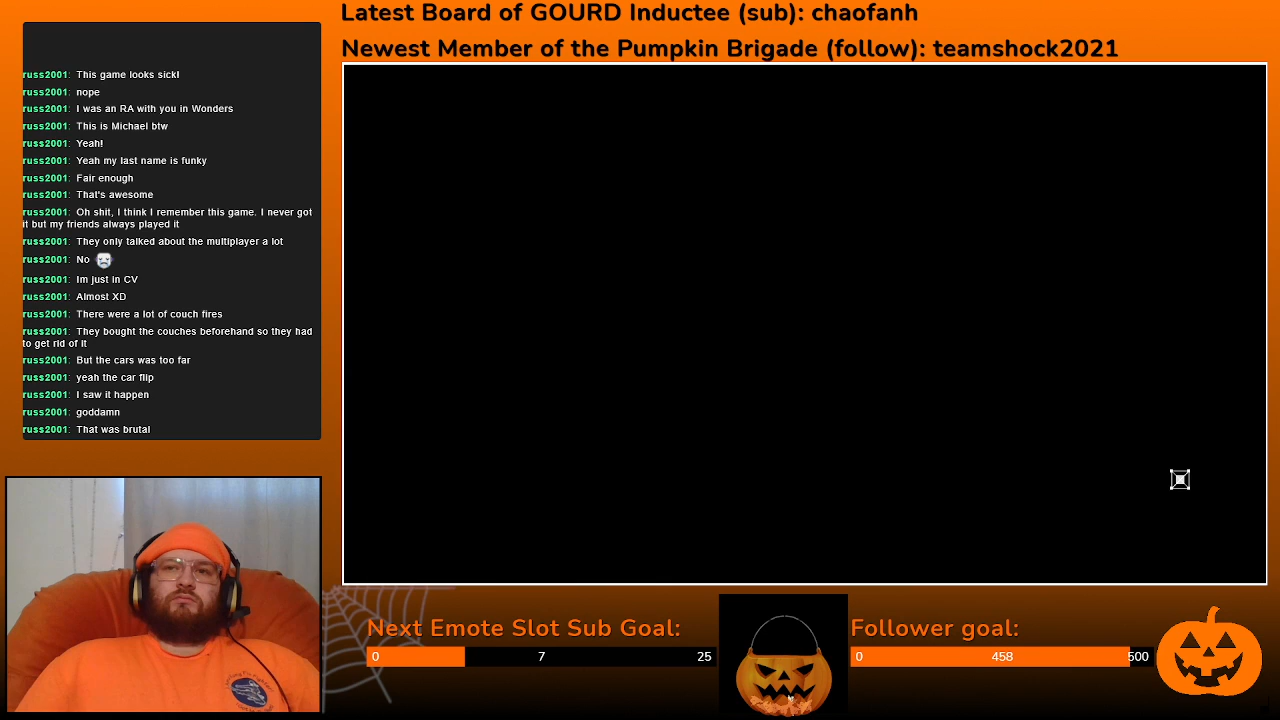 Latest Board of GOURD Inductee (sub): chaofanh
Newest Member of the Pumpkin Brigade (follow): teamshock2021
russ2001: This game looks sick!
russ2001: nope
russ2001: I was an RA with you in Wonders
russ2001: This is Michael btw
russ2001: Yeah!
russ2001: Yeah my last name is funky
russ2001: Fair enough
russ2001: That's awesome
russ2001: Oh shit, I think I remember this game. I never got
it but my friends always played it
russ2001: They only talked about the multiplayer a lot
russ2001: No
russ2001: Im just in CV
russ2001: Almost XD
russ2001: There were a lot of couch fires
russ2001: They bought the couches beforehand so they had
to get rid of it
russ2001: But the cars was too far
russ2001: yeah the car flip
russ2001: I saw it happen
russ2001: goddamn
russ2001: That was brutal
Next Emote Slot Sub Goal:
0 7 25
Follower goal:
0 458 500